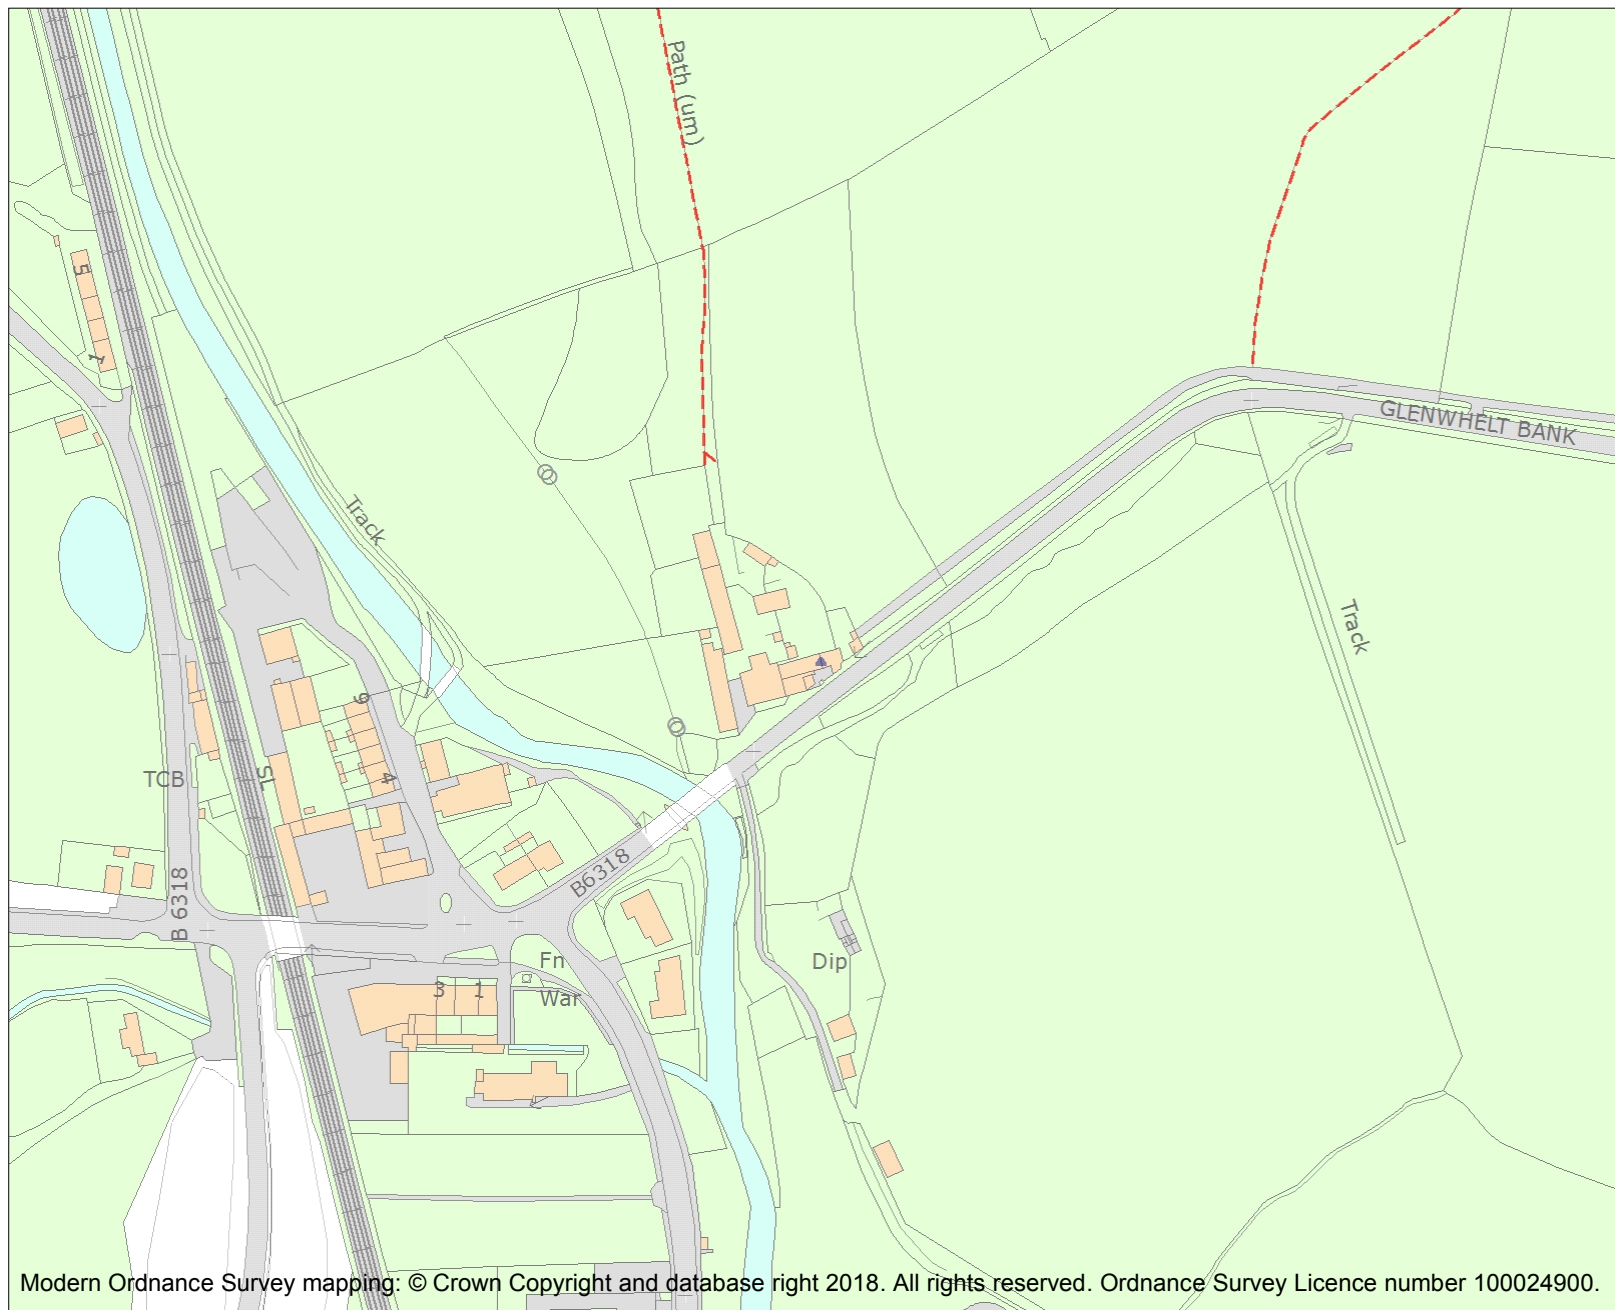 Path (um)
5
1
GLENWHELT BANK
Track
Track
6
4
TCB
SL
B6318
B 6318
Fn
War
3
1
Dip
Modern Ordnance Survey mapping: © Crown Copyright and database right 2018. All rights reserved. Ordnance Survey Licence number 100024900.